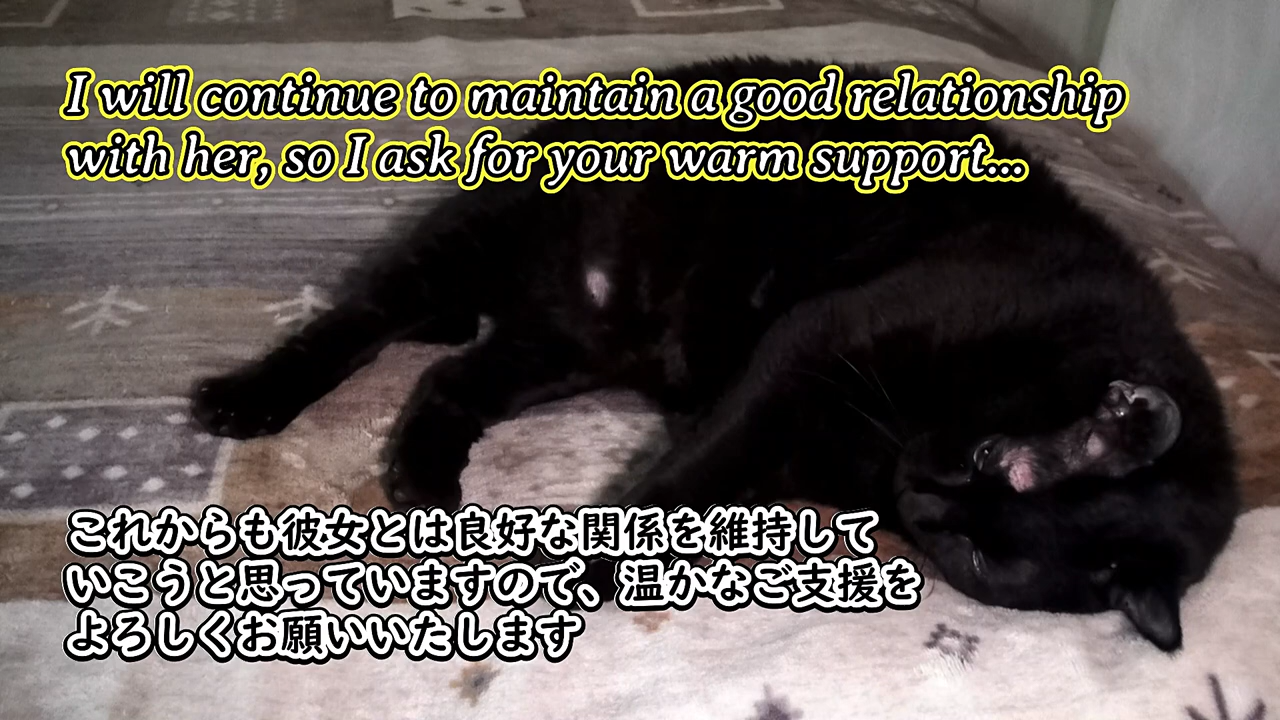 I will continue to maintain a good relationship
with her, so I ask for your warm support...
これからも彼女とは良好な関係を維持して
いこうと思っていますので、温かなご支援を
よろしくお願いいたします